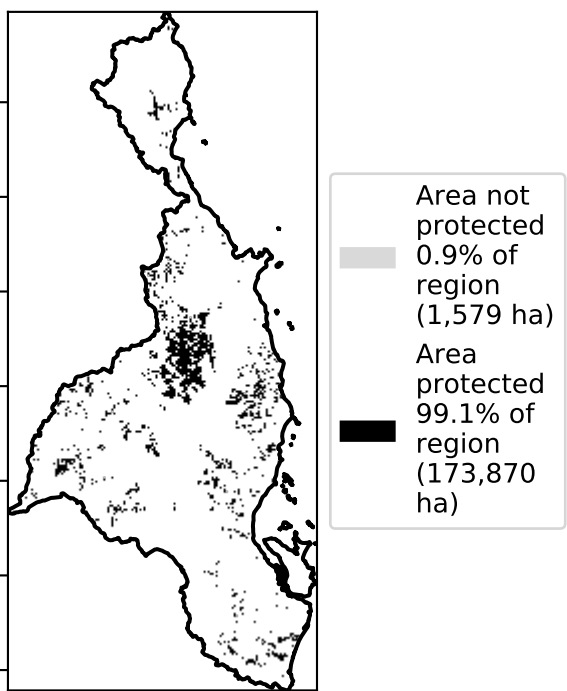 Area not
protected
0.9% of
region
(1,579 ha)
Area
protected
99.1% of
region
(173,870
ha)